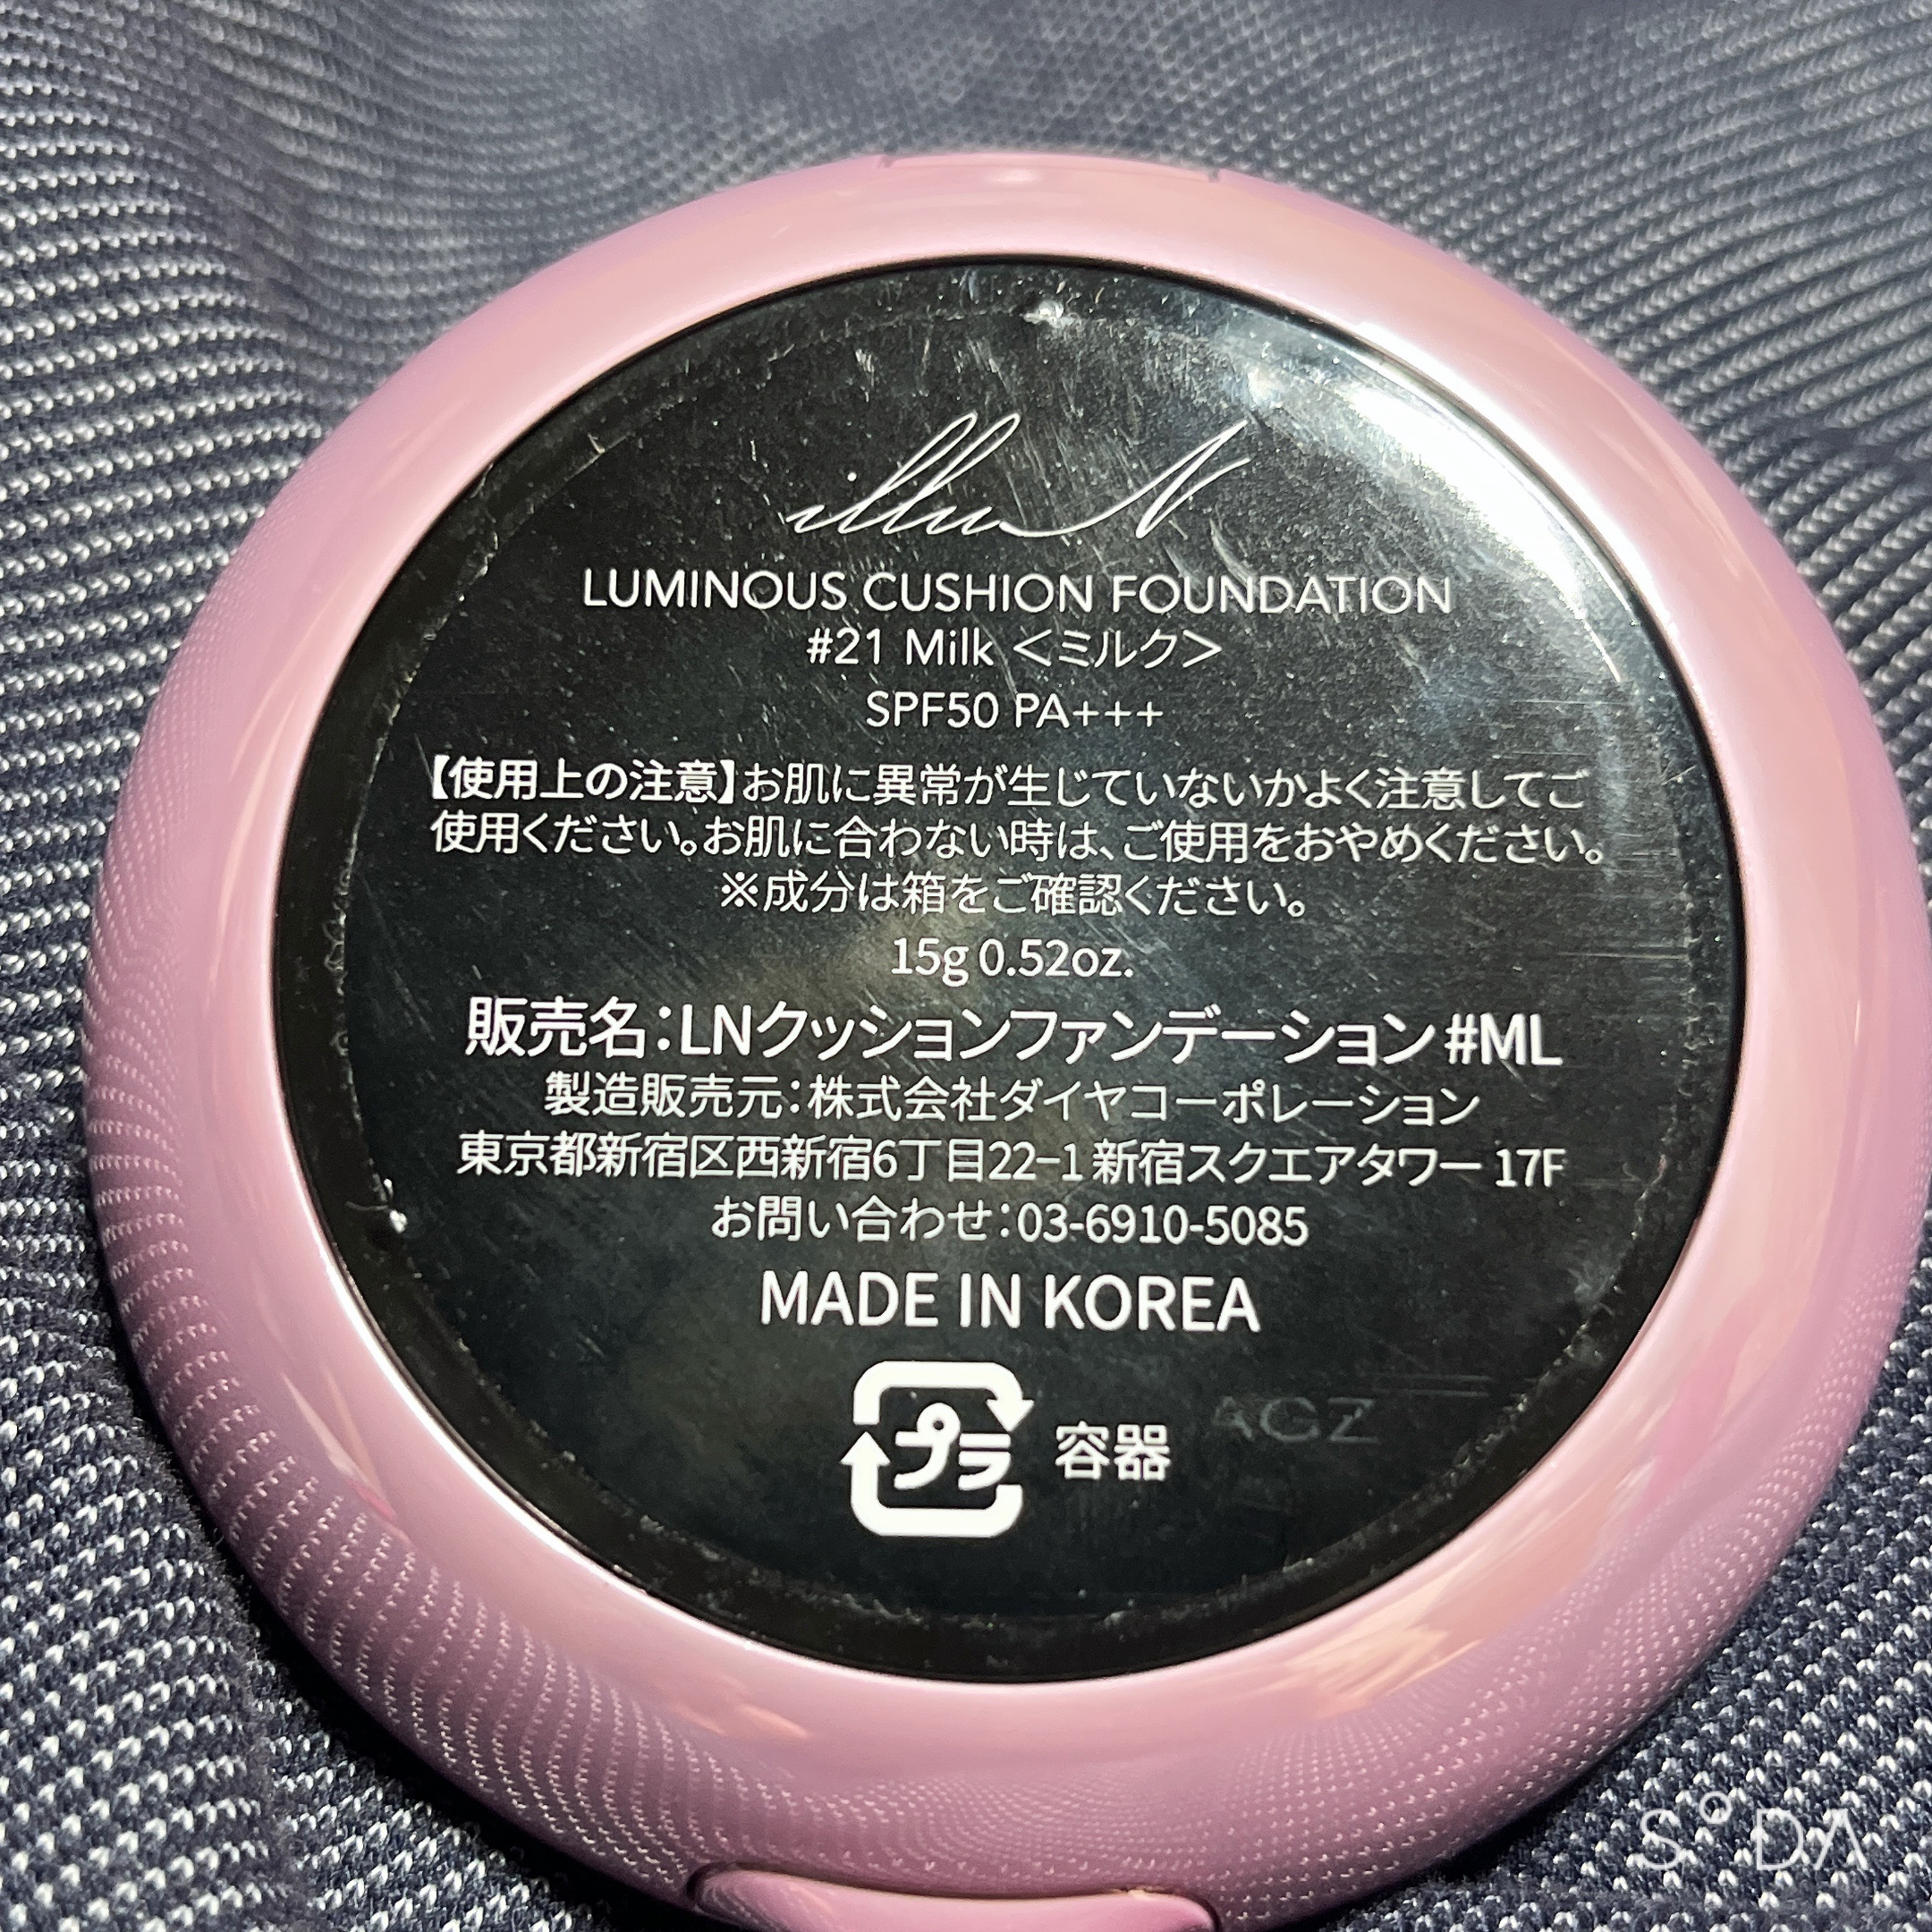 illuN
LUMINOUS CUSHION FOUNDATION
#21 Milk ＜ミルク＞
SPF50 PA+++
【使用上の注意】お肌に異常が生じていないかよく注意してご
使用ください。お肌に合わない時は、ご使用をおやめください。
※成分は箱をご確認ください。
15g 0.52oz.
販売名：LNクッションファンデーション #ML
製造販売元：株式会社ダイヤコーポレーション
東京都新宿区西新宿6丁目22-1 新宿スクエアタワー 17F
お問い合わせ：03-6910-5085
MADE IN KOREA
プラ 容器 AGZ
SODA